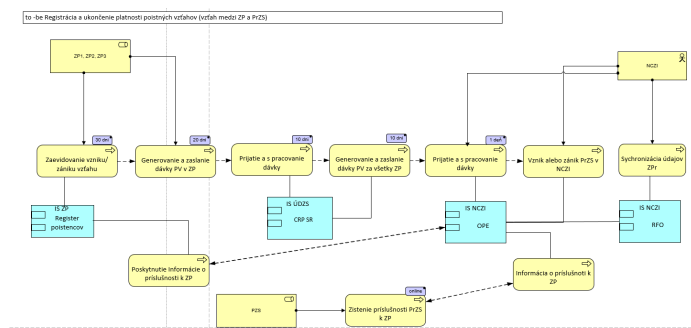 to -be Registrácia a ukončenie platnosti poistných vzťahov (vzťah medzi ZP a PrZS)
ZP1, ZP2, ZP3
NCZI
30 dní
20 dní
10 dní
10 dní
1 deň
Zaevidovanie vzniku/
zániku vzťahu
Generovanie a zaslanie
dávky PV v ZP
Prijatie a s pracovanie
dávky
Generovanie a zaslanie
dávky PV za všetky ZP
Prijatie a s pracovanie
dávky
Vznik alebo zánik PrZS v
NCZI
Sychronizácia údajov
ZPr
IS ZP
Register
poistencov
IS ÚDZS
CRP SR
IS NCZI
OPE
IS NCZI
RFO
Poskytnutie Informácie o
príslušnosti k ZP
Informácia o príslušnoti k
ZP
online
PZS
Zistenie príslušnosti PrZS
k ZP